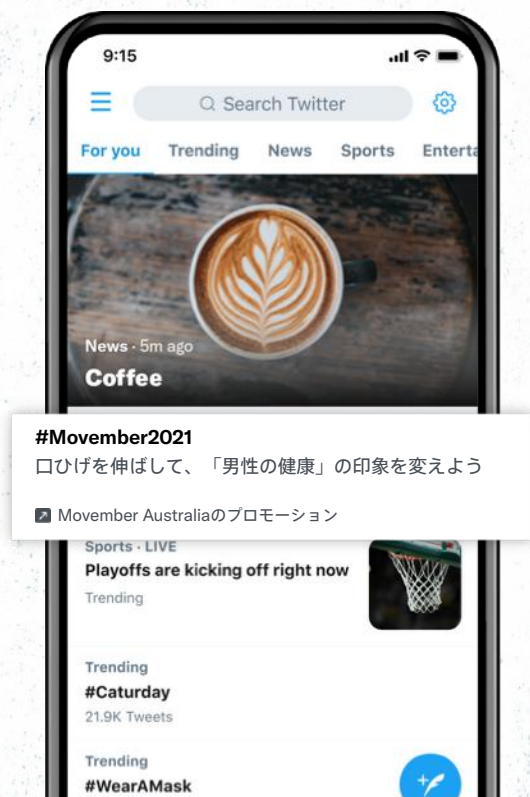 9:15
Search Twitter
For you Trending News Sports Enterta
News · 5m ago
Coffee
#Movember2021
口ひげを伸ばして、「男性の健康」の印象を変えよう
Movember Australiaのプロモーション
Sports · LIVE
Playoffs are kicking off right now
Trending
Trending
#Caturday
21.9K Tweets
Trending
#WearAMask